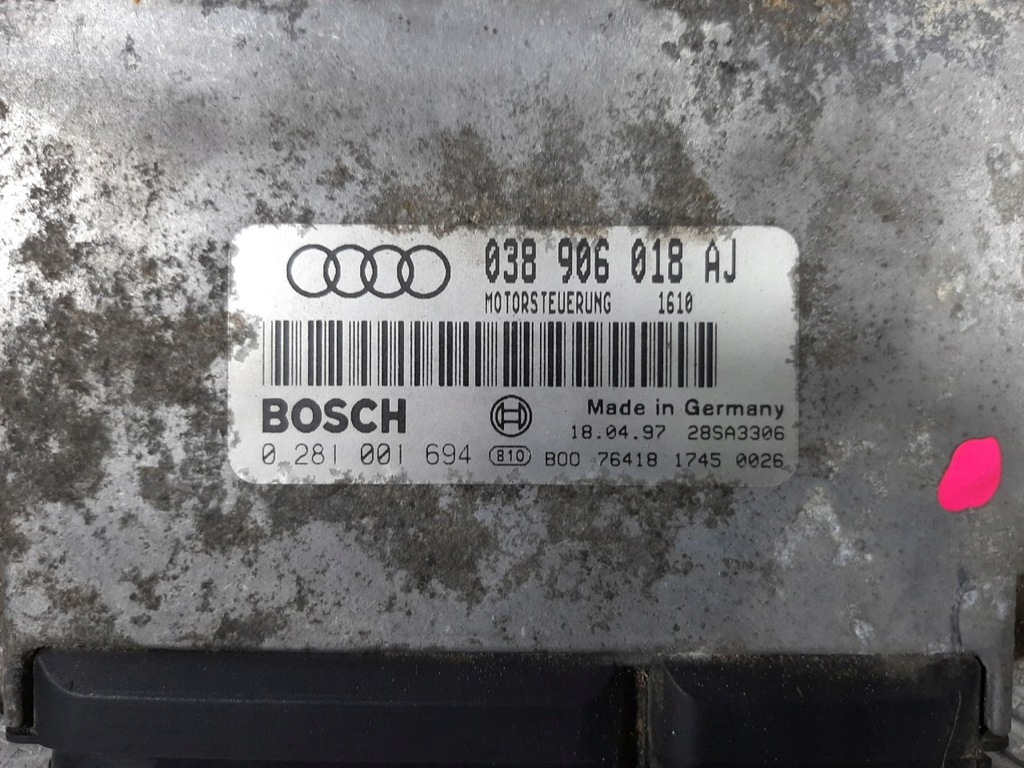 038 906 018 AJ
MOTORSTEUERUNG 1610
BOSCH
Made in Germany
18.04.97 28SA3306
0 281 001 694 810 B00 76418 1745 0026